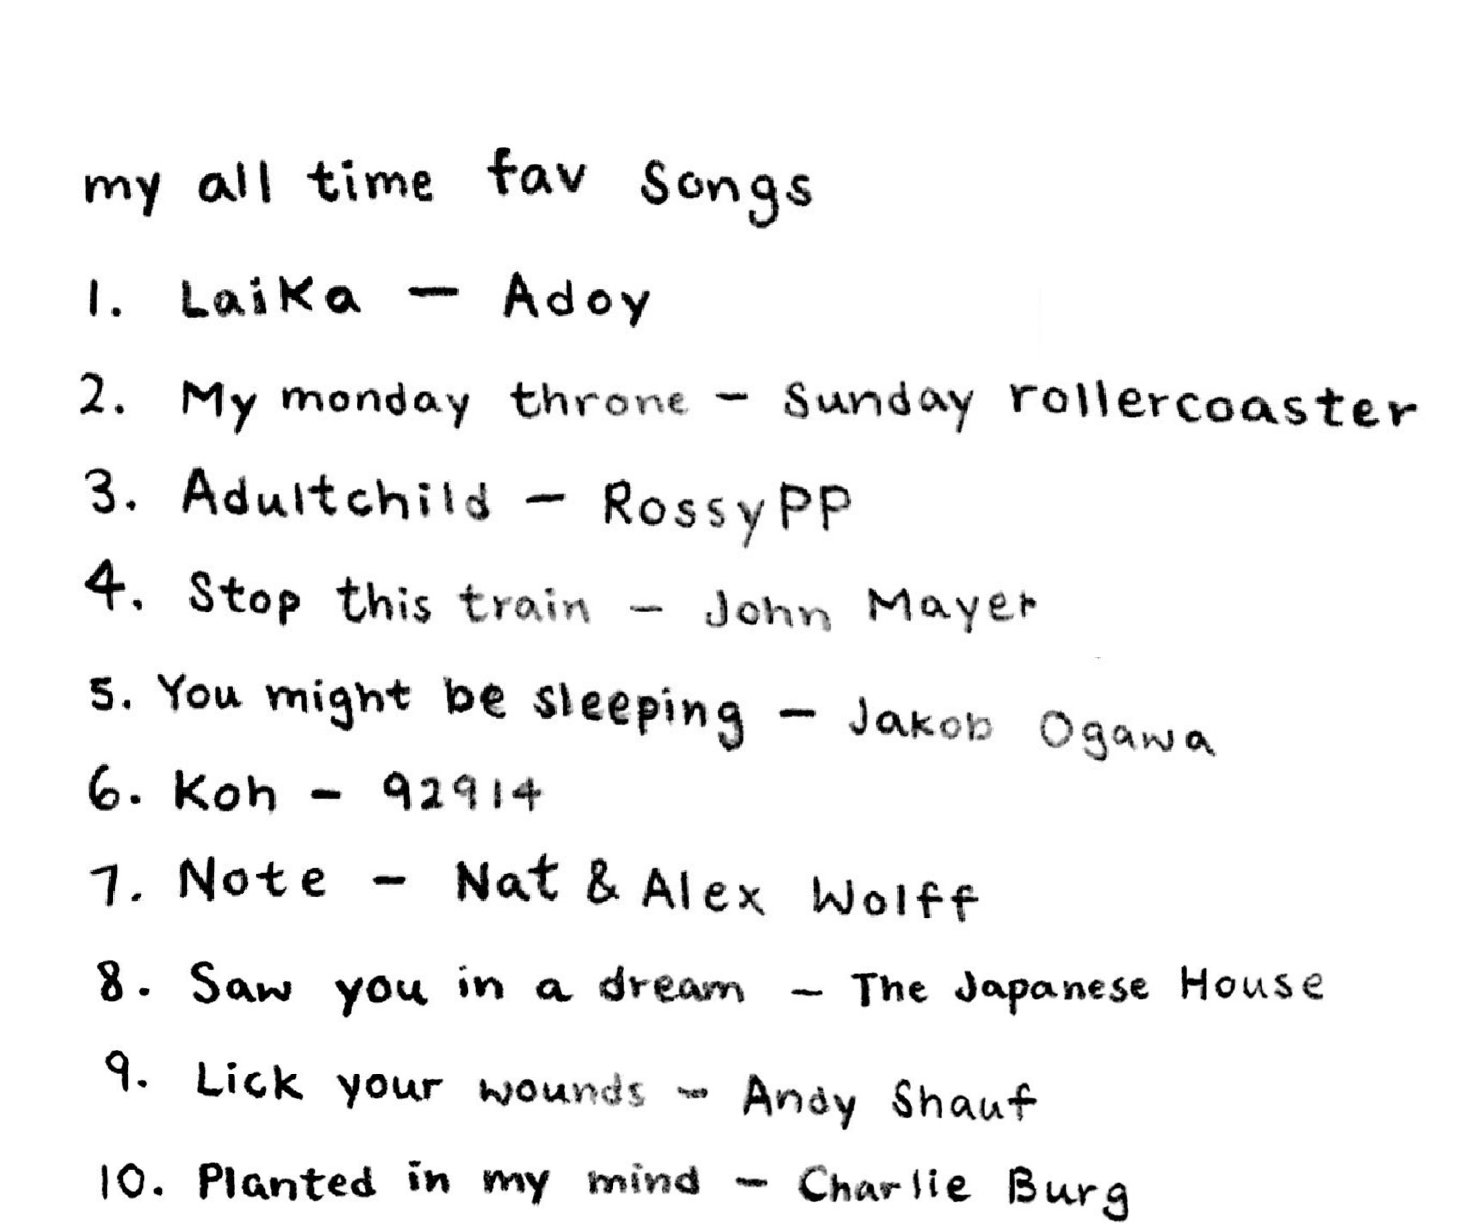 my all time fav songs
1. Laika - Adoy
2. My monday throne - Sunday rollercoaster
3. Adultchild - RossyPP
4. Stop this train - John Mayer
5. You might be sleeping - Jakob Ogawa
6. Koh - 92914
7. Note - Nat & Alex Wolff
8. Saw you in a dream - The Japanese House
9. Lick your wounds - Andy Shauf
10. Planted in my mind - Charlie Burg